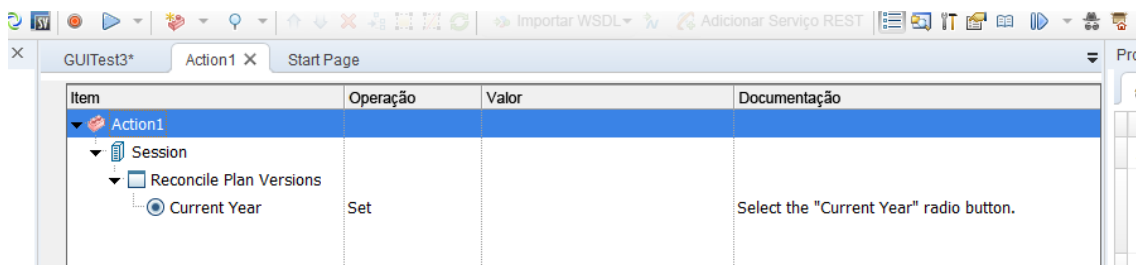 SY Importar WSDL Adicionar Serviço REST
GUITest3* Action1 Start Page
Item Operação Valor Documentação
Action1
Session
Reconcile Plan Versions
Current Year Set Select the "Current Year" radio button.